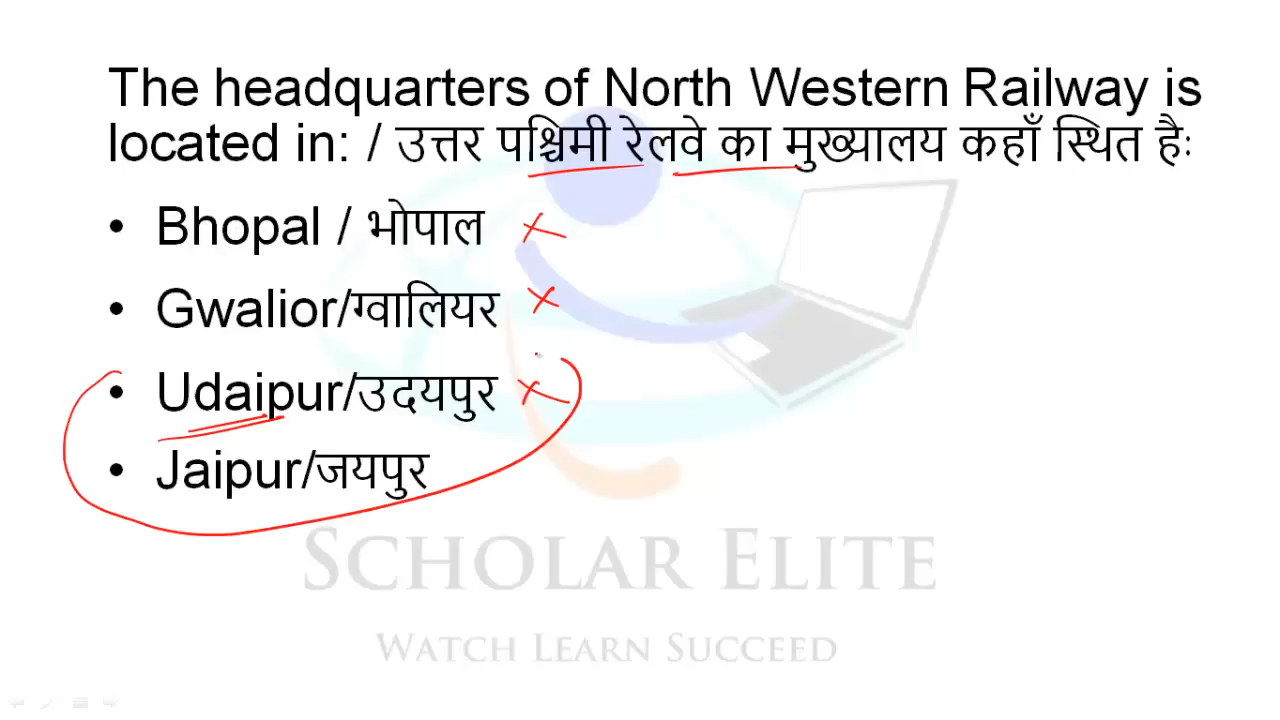 The headquarters of North Western Railway is
located in: / उत्तर पश्चिमी रेलवे का मुख्यालय कहाँ स्थित हैः
• Bhopal / भोपाल
• Gwalior/ग्वालियर
• Udaipur/उदयपुर
• Jaipur/जयपुर
SCHOLAR ELITE
WATCH LEARN SUCCEED